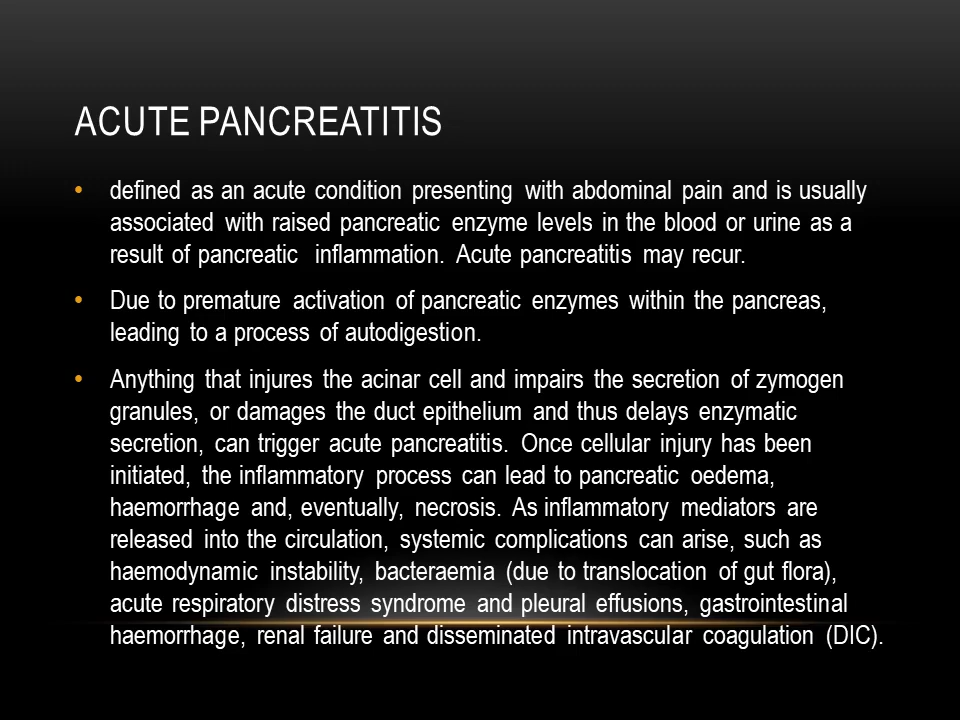 ACUTE PANCREATITIS
• defined as an acute condition presenting with abdominal pain and is usually
associated with raised pancreatic enzyme levels in the blood or urine as a
result of pancreatic inflammation. Acute pancreatitis may recur.
• Due to premature activation of pancreatic enzymes within the pancreas,
leading to a process of autodigestion.
• Anything that injures the acinar cell and impairs the secretion of zymogen
granules, or damages the duct epithelium and thus delays enzymatic
secretion, can trigger acute pancreatitis. Once cellular injury has been
initiated, the inflammatory process can lead to pancreatic oedema,
haemorrhage and, eventually, necrosis. As inflammatory mediators are
released into the circulation, systemic complications can arise, such as
haemodynamic instability, bacteraemia (due to translocation of gut flora),
acute respiratory distress syndrome and pleural effusions, gastrointestinal
haemorrhage, renal failure and disseminated intravascular coagulation (DIC).